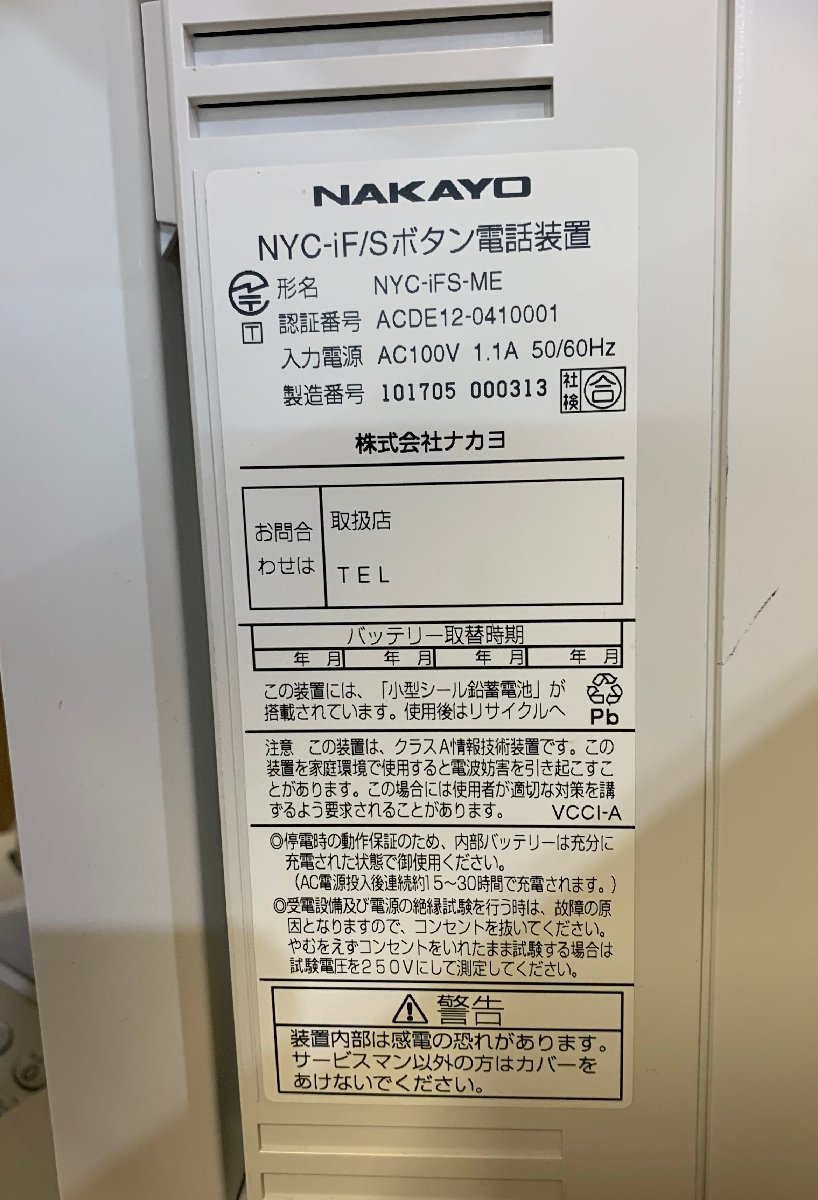 NAKAYO
NYC-iF/Sボタン電話装置
形名 NYC-iFS-ME
T 認証番号 ACDE12-0410001
入力電源 AC100V 1.1A 50/60Hz
製造番号 101705 000313 社検 合
株式会社ナカヨ
お問合わせは
取扱店
TEL
バッテリー取替時期
年 月 年 月 年 月 年 月
この装置には、「小型シール鉛蓄電池」が
搭載されています。使用後はリサイクルへ
Pb
注意 この装置は、クラスA情報技術装置です。この
装置を家庭環境で使用すると電波妨害を引き起こすこ
とがあります。この場合には使用者が適切な対策を講
ずるよう要求されることがあります。 VCCI-A
◎停電時の動作保証のため、内部バッテリーは充分に
充電された状態で御使用ください。
(AC電源投入後連続約15〜30時間で充電されます。)
◎受電設備及び電源の絶縁試験を行う時は、故障の原
因となりますので、コンセントを抜いてください。
やむをえずコンセントをいれたまま試験する場合は
試験電圧を250Vにして測定してください。
警告
装置内部は感電の恐れがあります。
サービスマン以外の方はカバーを
あけないでください。